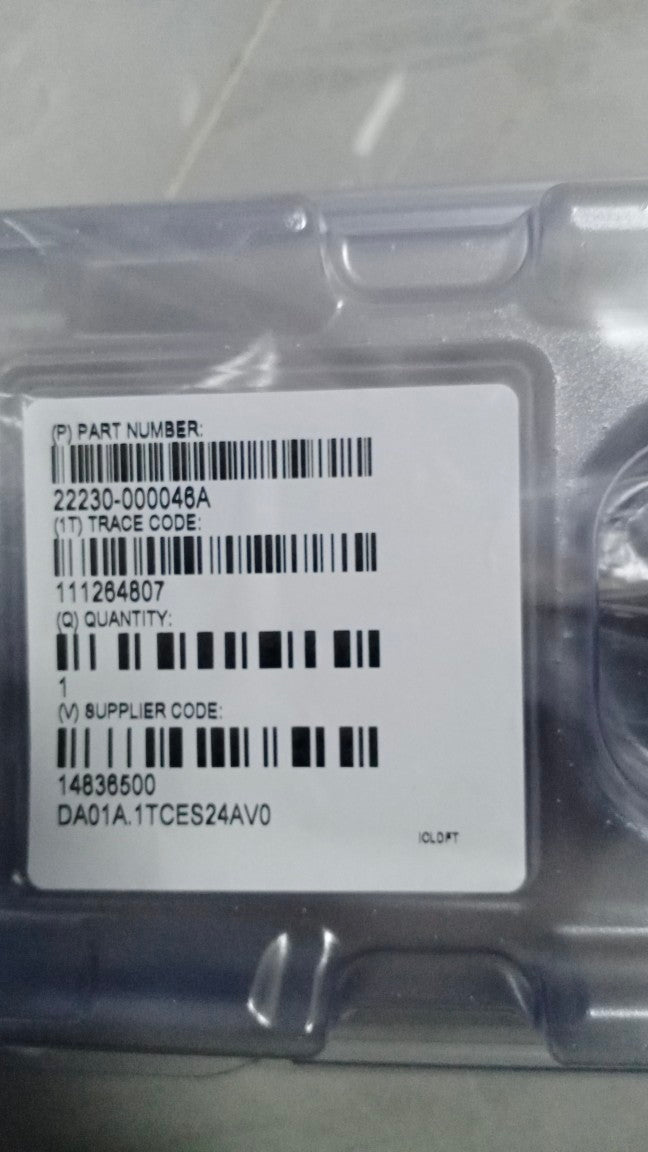 (P) PART NUMBER:
22230-000046A
(1T) TRACE CODE:
111264807
(Q) QUANTITY:
1
(V) SUPPLIER CODE:
14836500
DA01A.1TCES24AV0